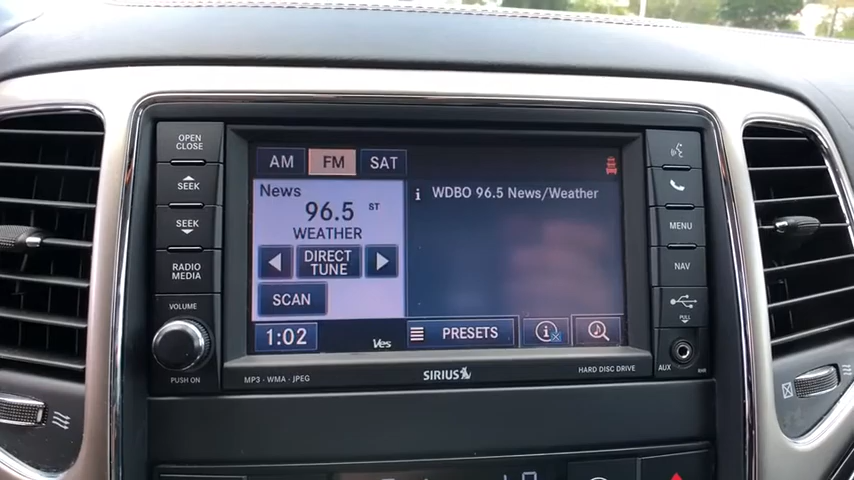 OPEN
CLOSE
SEEK
SEEK
RADIO
MEDIA
VOLUME
PUSH ON
AM
FM
SAT
News
96.5 ST
WEATHER
DIRECT
TUNE
SCAN
1:02
i WDBO 96.5 News/Weather
Ves
PRESETS
i
MP3 · WMA · JPEG
SIRIUS
HARD DISC DRIVE
MENU
NAV
PULL
AUX